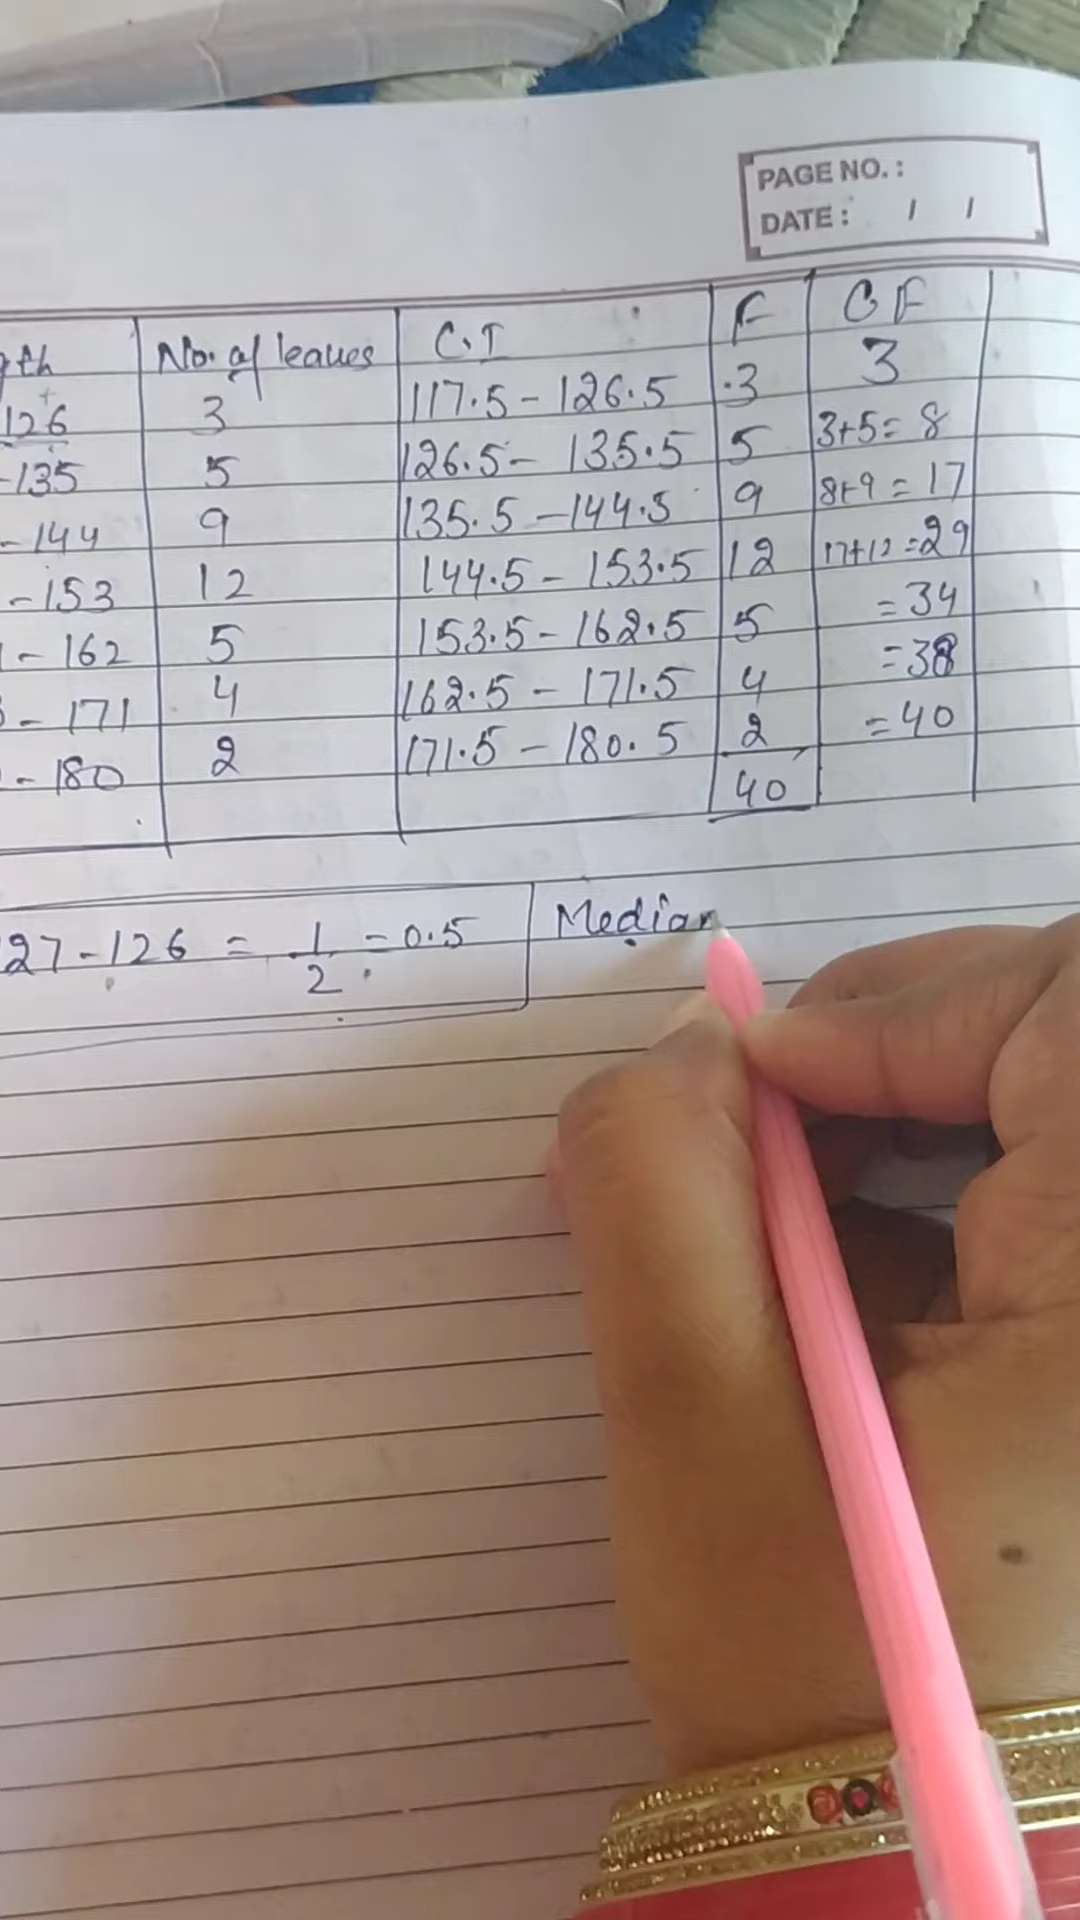 PAGE NO. :
DATE : / /
gth No. of leaves C.I F CF
126 3 117.5 - 126.5 3 3
-135 5 126.5 - 135.5 5 3+5= 8
-144 9 135.5 - 144.5 9 8+9 = 17
-153 12 144.5 - 153.5 12 17+12 =29
- 162 5 153.5 - 162.5 5 =34
- 171 4 162.5 - 171.5 4 =38
- 180 2 171.5 - 180.5 2 =40
40
27-126 = 1/2 = 0.5 Median